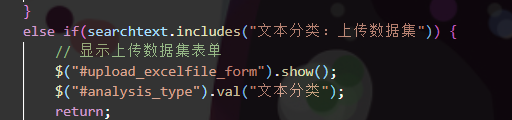 }
else if(searchtext.includes("文本分类：上传数据集")) {
// 显示上传数据集表单
$("#upload_excelfile_form").show();
$("#analysis_type").val("文本分类");
return;